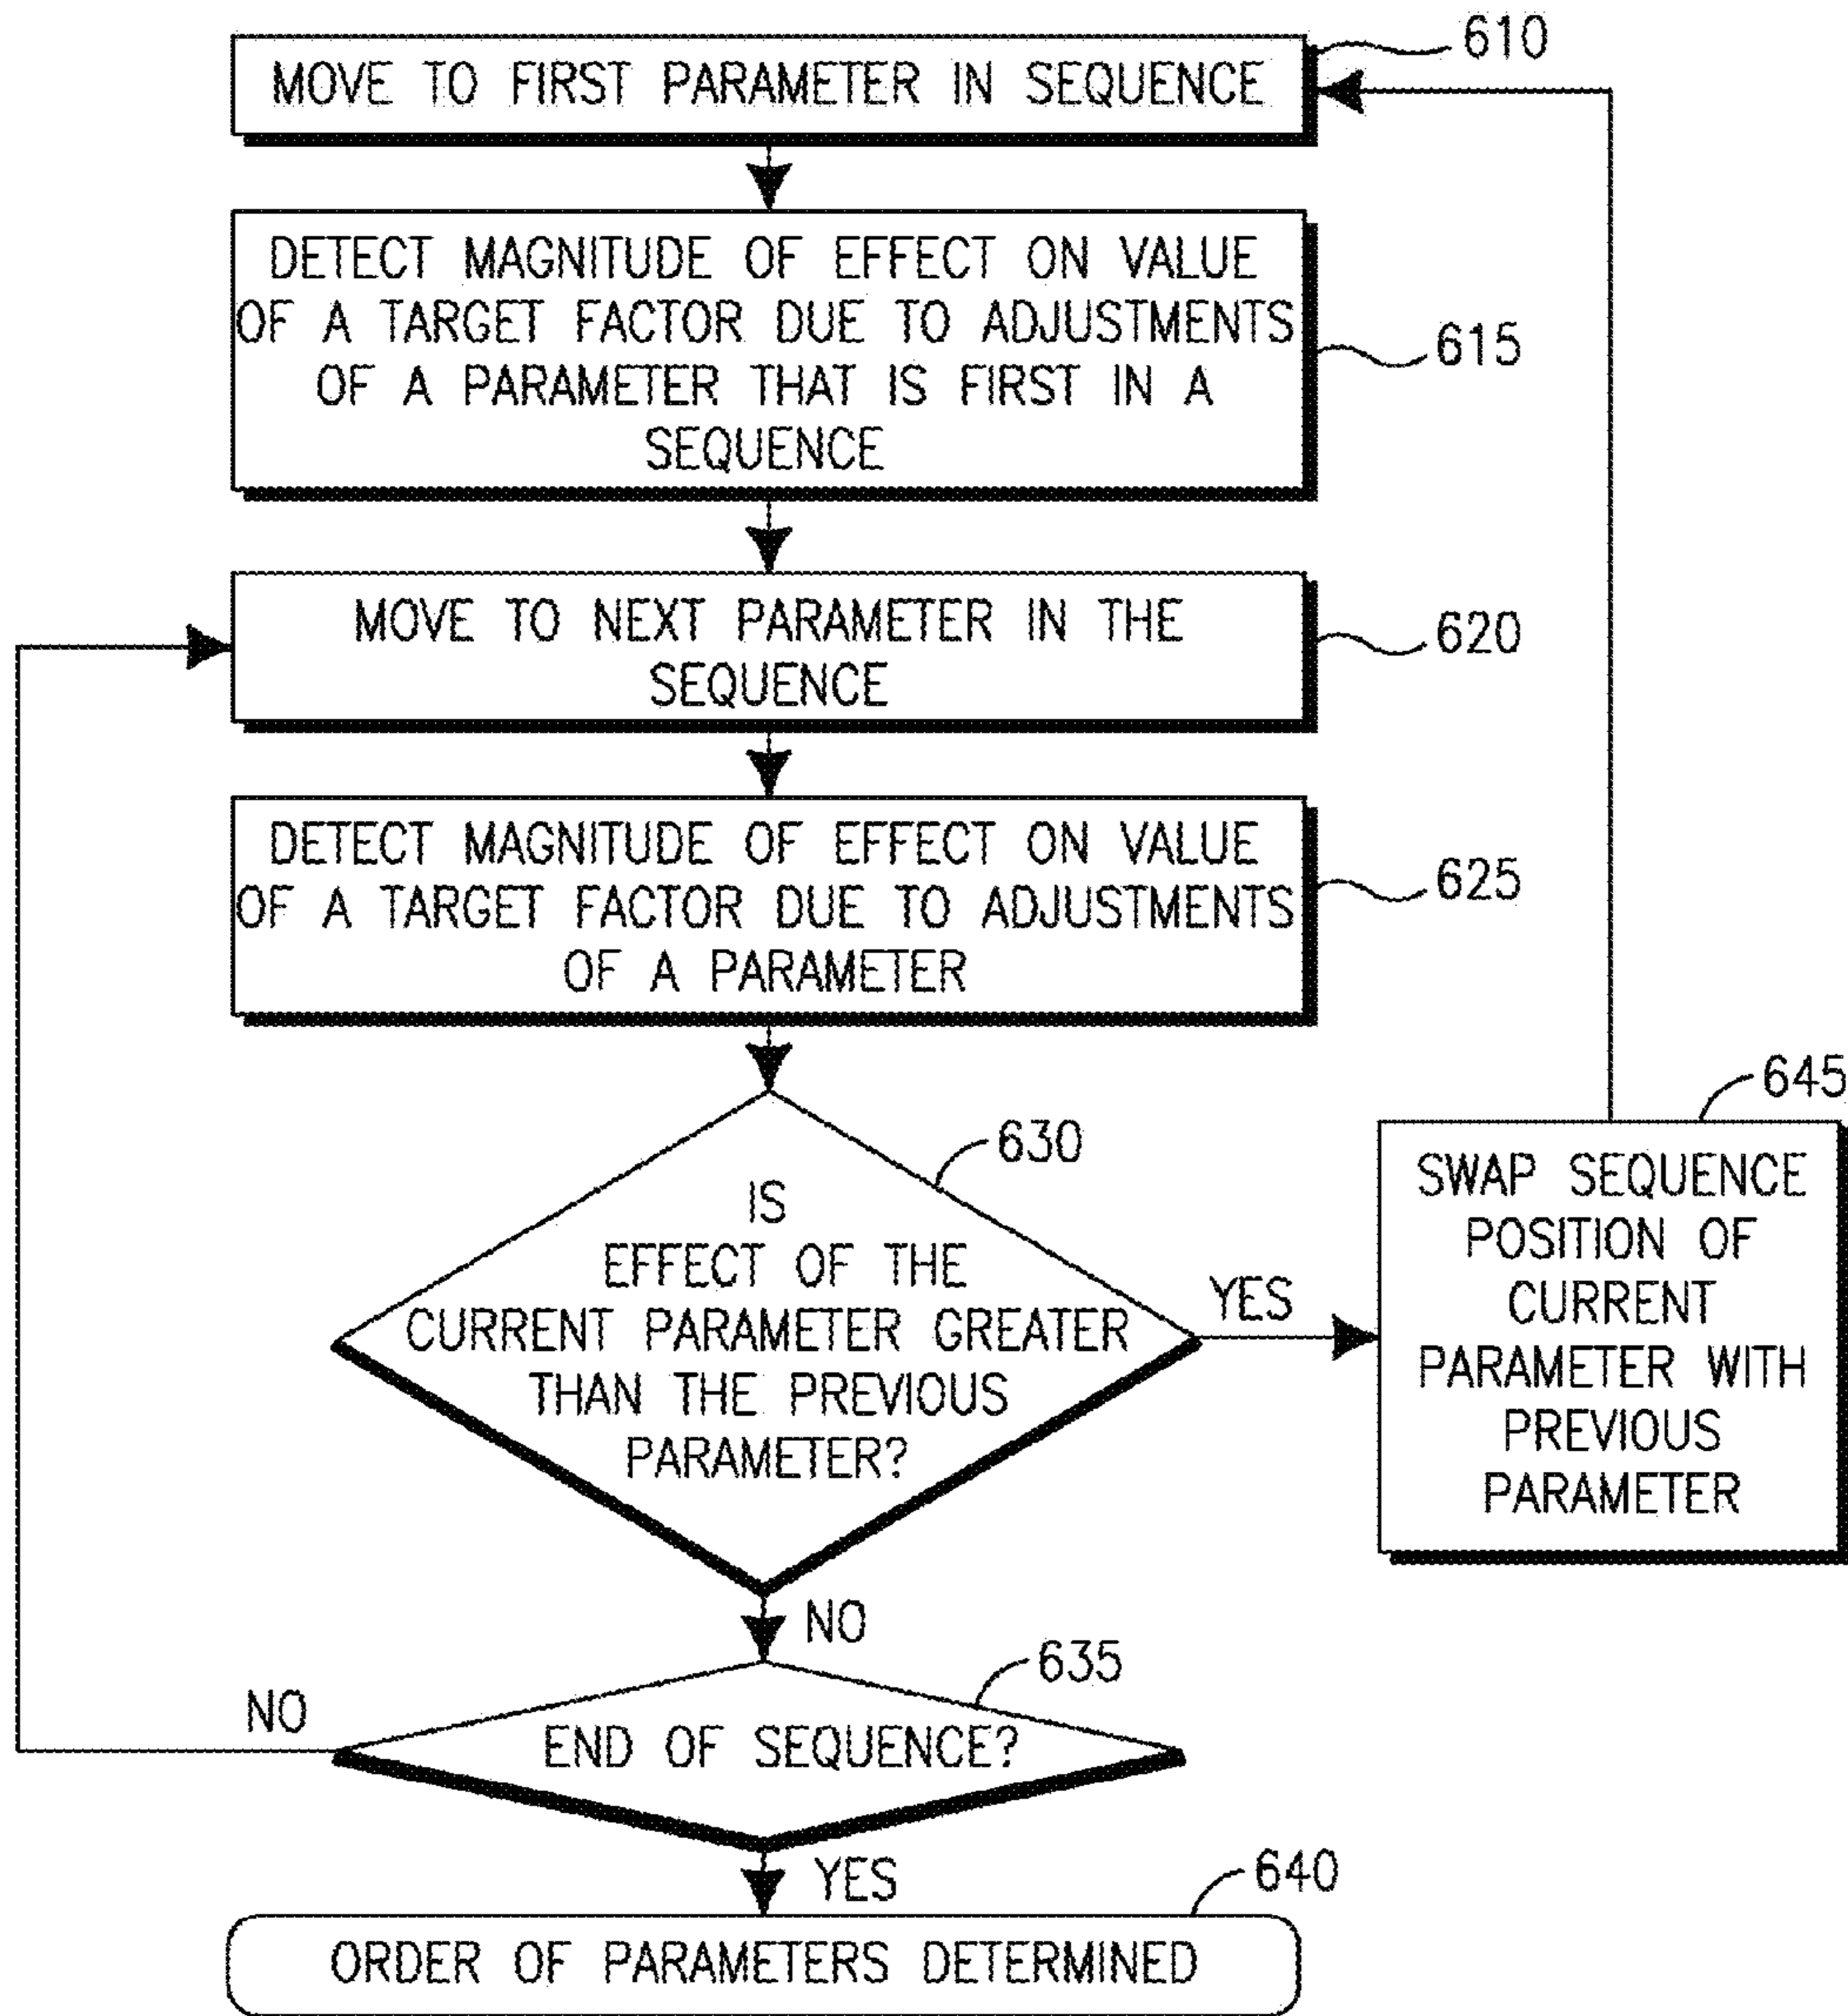 610
MOVE TO FIRST PARAMETER IN SEQUENCE
DETECT MAGNITUDE OF EFFECT ON VALUE
OF A TARGET FACTOR DUE TO ADJUSTMENTS
OF A PARAMETER THAT IS FIRST IN A
SEQUENCE
615
MOVE TO NEXT PARAMETER IN THE
SEQUENCE
620
DETECT MAGNITUDE OF EFFECT ON VALUE
OF A TARGET FACTOR DUE TO ADJUSTMENTS
OF A PARAMETER
625
630
IS
EFFECT OF THE
CURRENT PARAMETER GREATER
THAN THE PREVIOUS
PARAMETER?
YES
645
SWAP SEQUENCE
POSITION OF
CURRENT
PARAMETER WITH
PREVIOUS
PARAMETER
NO
635
END OF SEQUENCE?
NO
YES
640
ORDER OF PARAMETERS DETERMINED